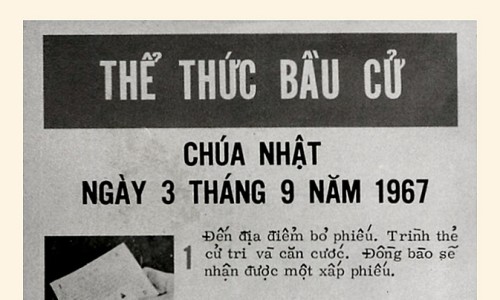 THỂ THỨC BẦU CỬ
CHÚA NHẬT
NGÀY 3 THÁNG 9 NĂM 1967
1 Đến địa điểm bỏ phiếu. Trình thẻ
cử tri và căn cước. Đồng bào sẽ
nhận được một xấp phiếu.